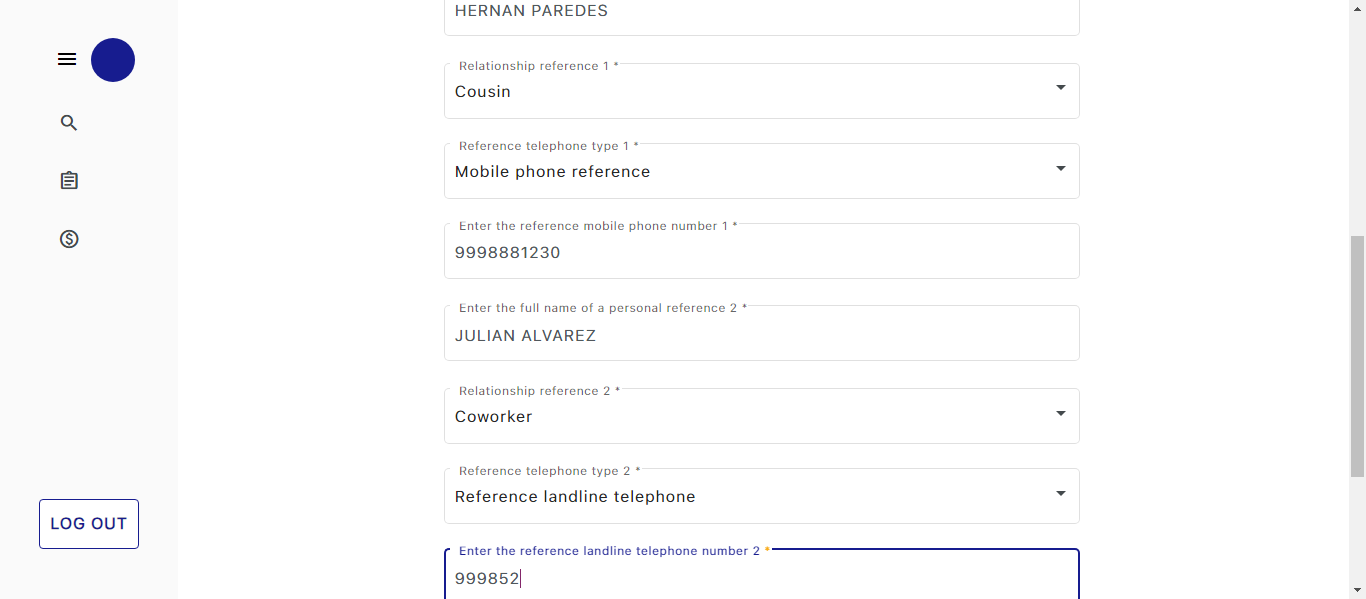 HERNAN PAREDES
Relationship reference 1 *
Cousin
Reference telephone type 1 *
Mobile phone reference
Enter the reference mobile phone number 1 *
9998881230
Enter the full name of a personal reference 2 *
JULIAN ALVAREZ
Relationship reference 2 *
Coworker
Reference telephone type 2 *
Reference landline telephone
Enter the reference landline telephone number 2 *
999852
LOG OUT